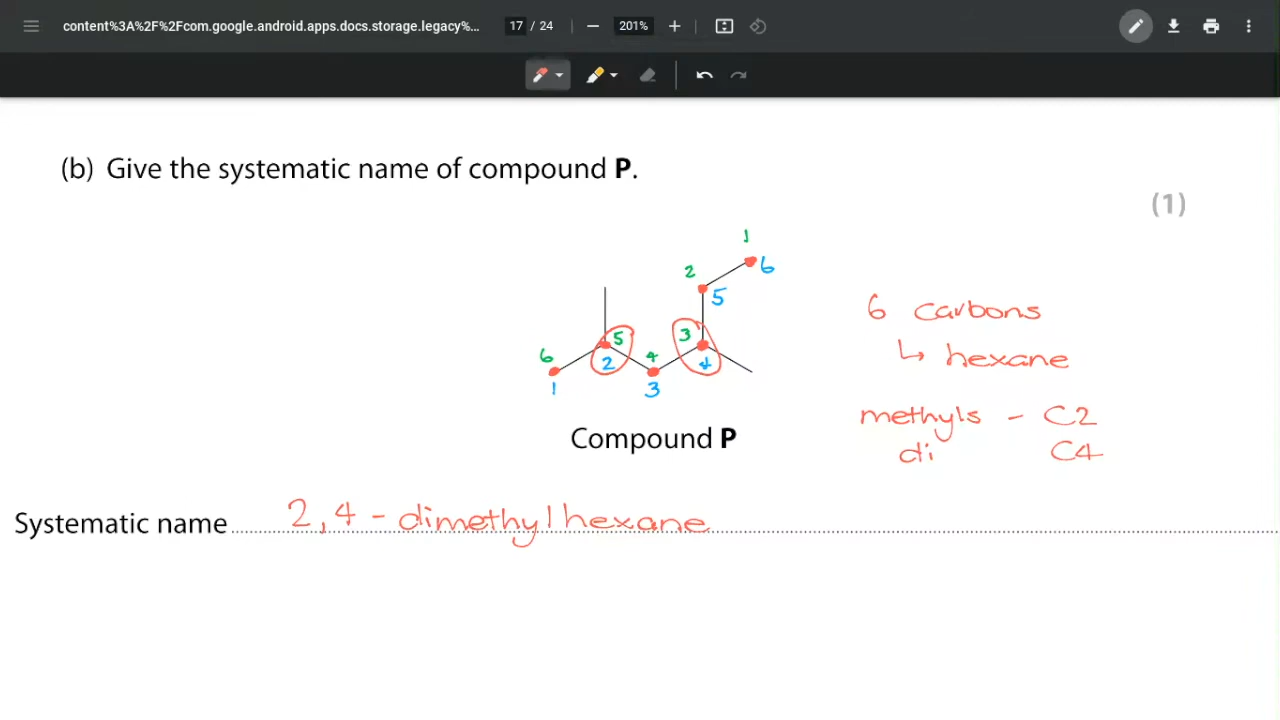 content%3A%2F%2Fcom.google.android.apps.docs.storage.legacy%... 17 / 24 201%
(b) Give the systematic name of compound P.
(1)
1
2 6
5
5 3
6 4
2 4
1 3
6 carbons
↳ hexane
methyls - C2
di C4
Compound P
Systematic name 2,4-dimethylhexane